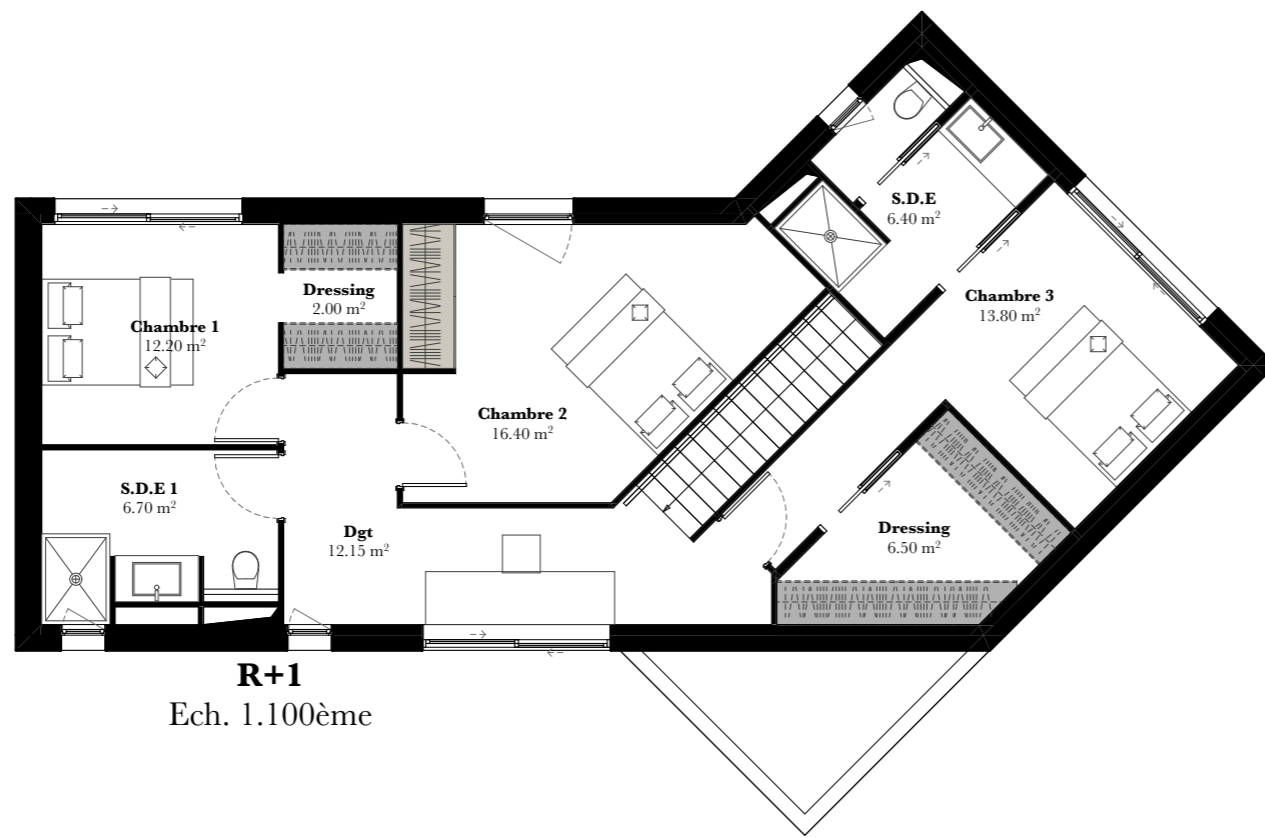 S.D.E
6.40 m²
Dressing
2.00 m²
Chambre 3
13.80 m²
Chambre 1
12.20 m²
Chambre 2
16.40 m²
S.D.E 1
6.70 m²
Dgt
12.15 m²
Dressing
6.50 m²
R+1
Ech. 1.100ème